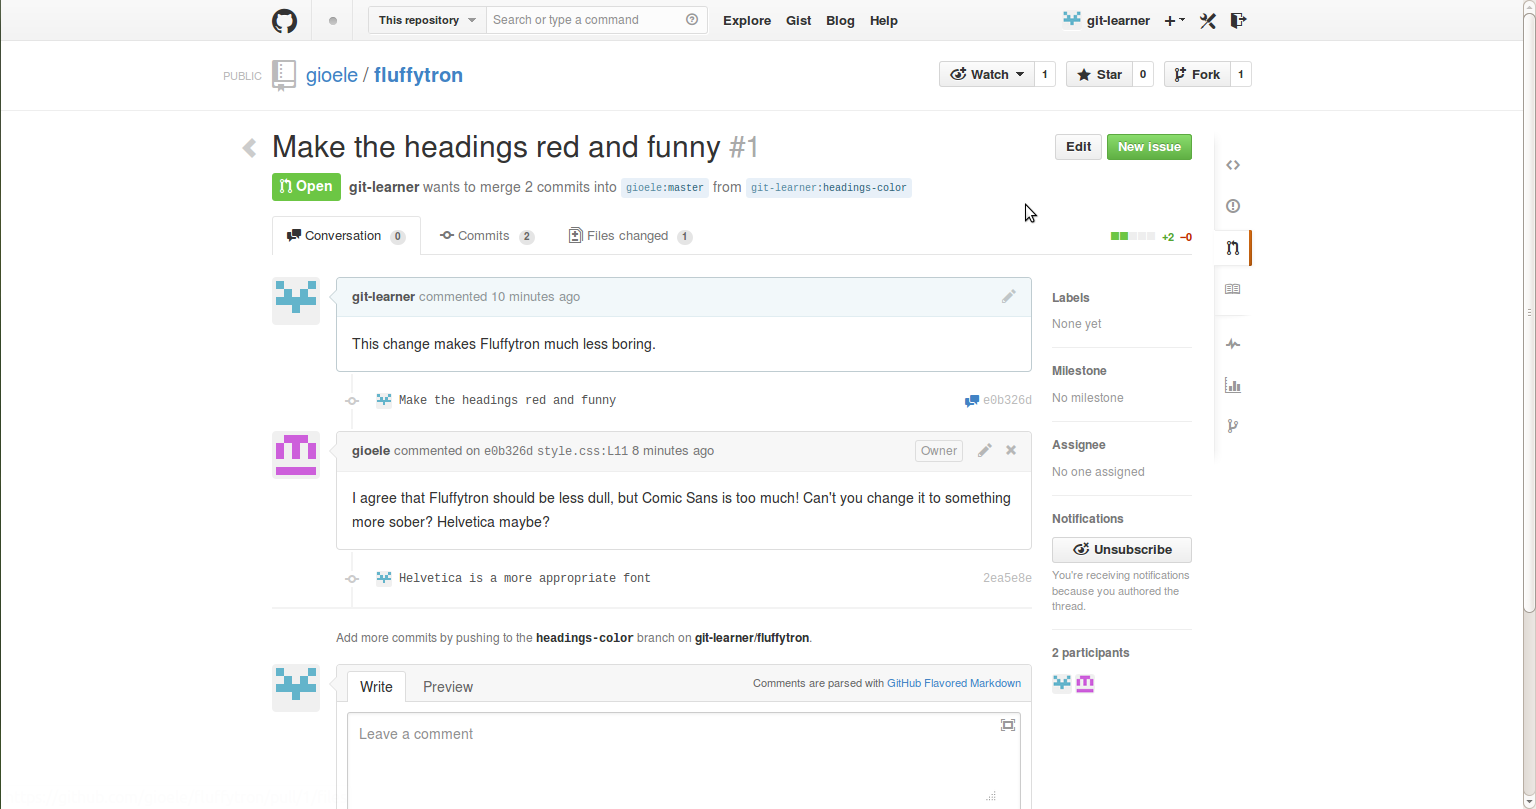 This repository Search or type a command Explore Gist Blog Help git-learner
PUBLIC gioele / fluffytron Watch 1 Star 0 Fork 1
Make the headings red and funny #1 Edit New issue
Open git-learner wants to merge 2 commits into gioele:master from git-learner:headings-color
Conversation 0 Commits 2 Files changed 1 +2 −0
git-learner commented 10 minutes ago
Labels
This change makes Fluffytron much less boring.
None yet
Milestone
Make the headings red and funny e0b326d
No milestone
gioele commented on e0b326d style.css:L11 8 minutes ago Owner
Assignee
No one assigned
I agree that Fluffytron should be less dull, but Comic Sans is too much! Can't you change it to something
more sober? Helvetica maybe?
Notifications
Unsubscribe
Helvetica is a more appropriate font 2ea5e8e
You're receiving notifications
because you authored the
thread.
Add more commits by pushing to the headings-color branch on git-learner/fluffytron.
2 participants
Write Preview Comments are parsed with GitHub Flavored Markdown
Leave a comment